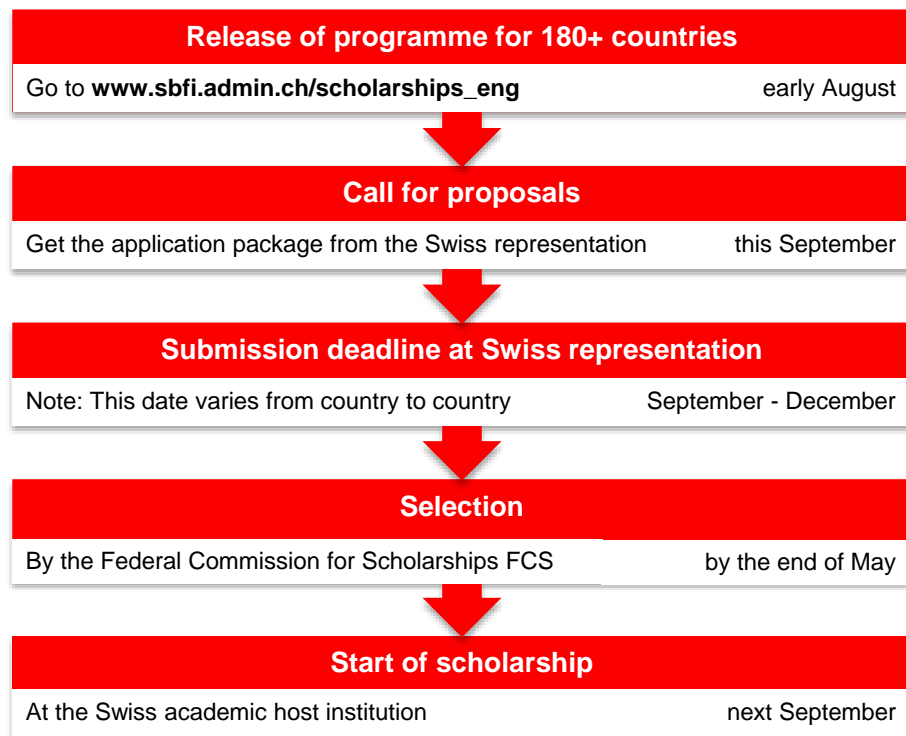 Release of programme for 180+ countries
Go to www.sbfi.admin.ch/scholarships_eng early August
Call for proposals
Get the application package from the Swiss representation this September
Submission deadline at Swiss representation
Note: This date varies from country to country September - December
Selection
By the Federal Commission for Scholarships FCS by the end of May
Start of scholarship
At the Swiss academic host institution next September